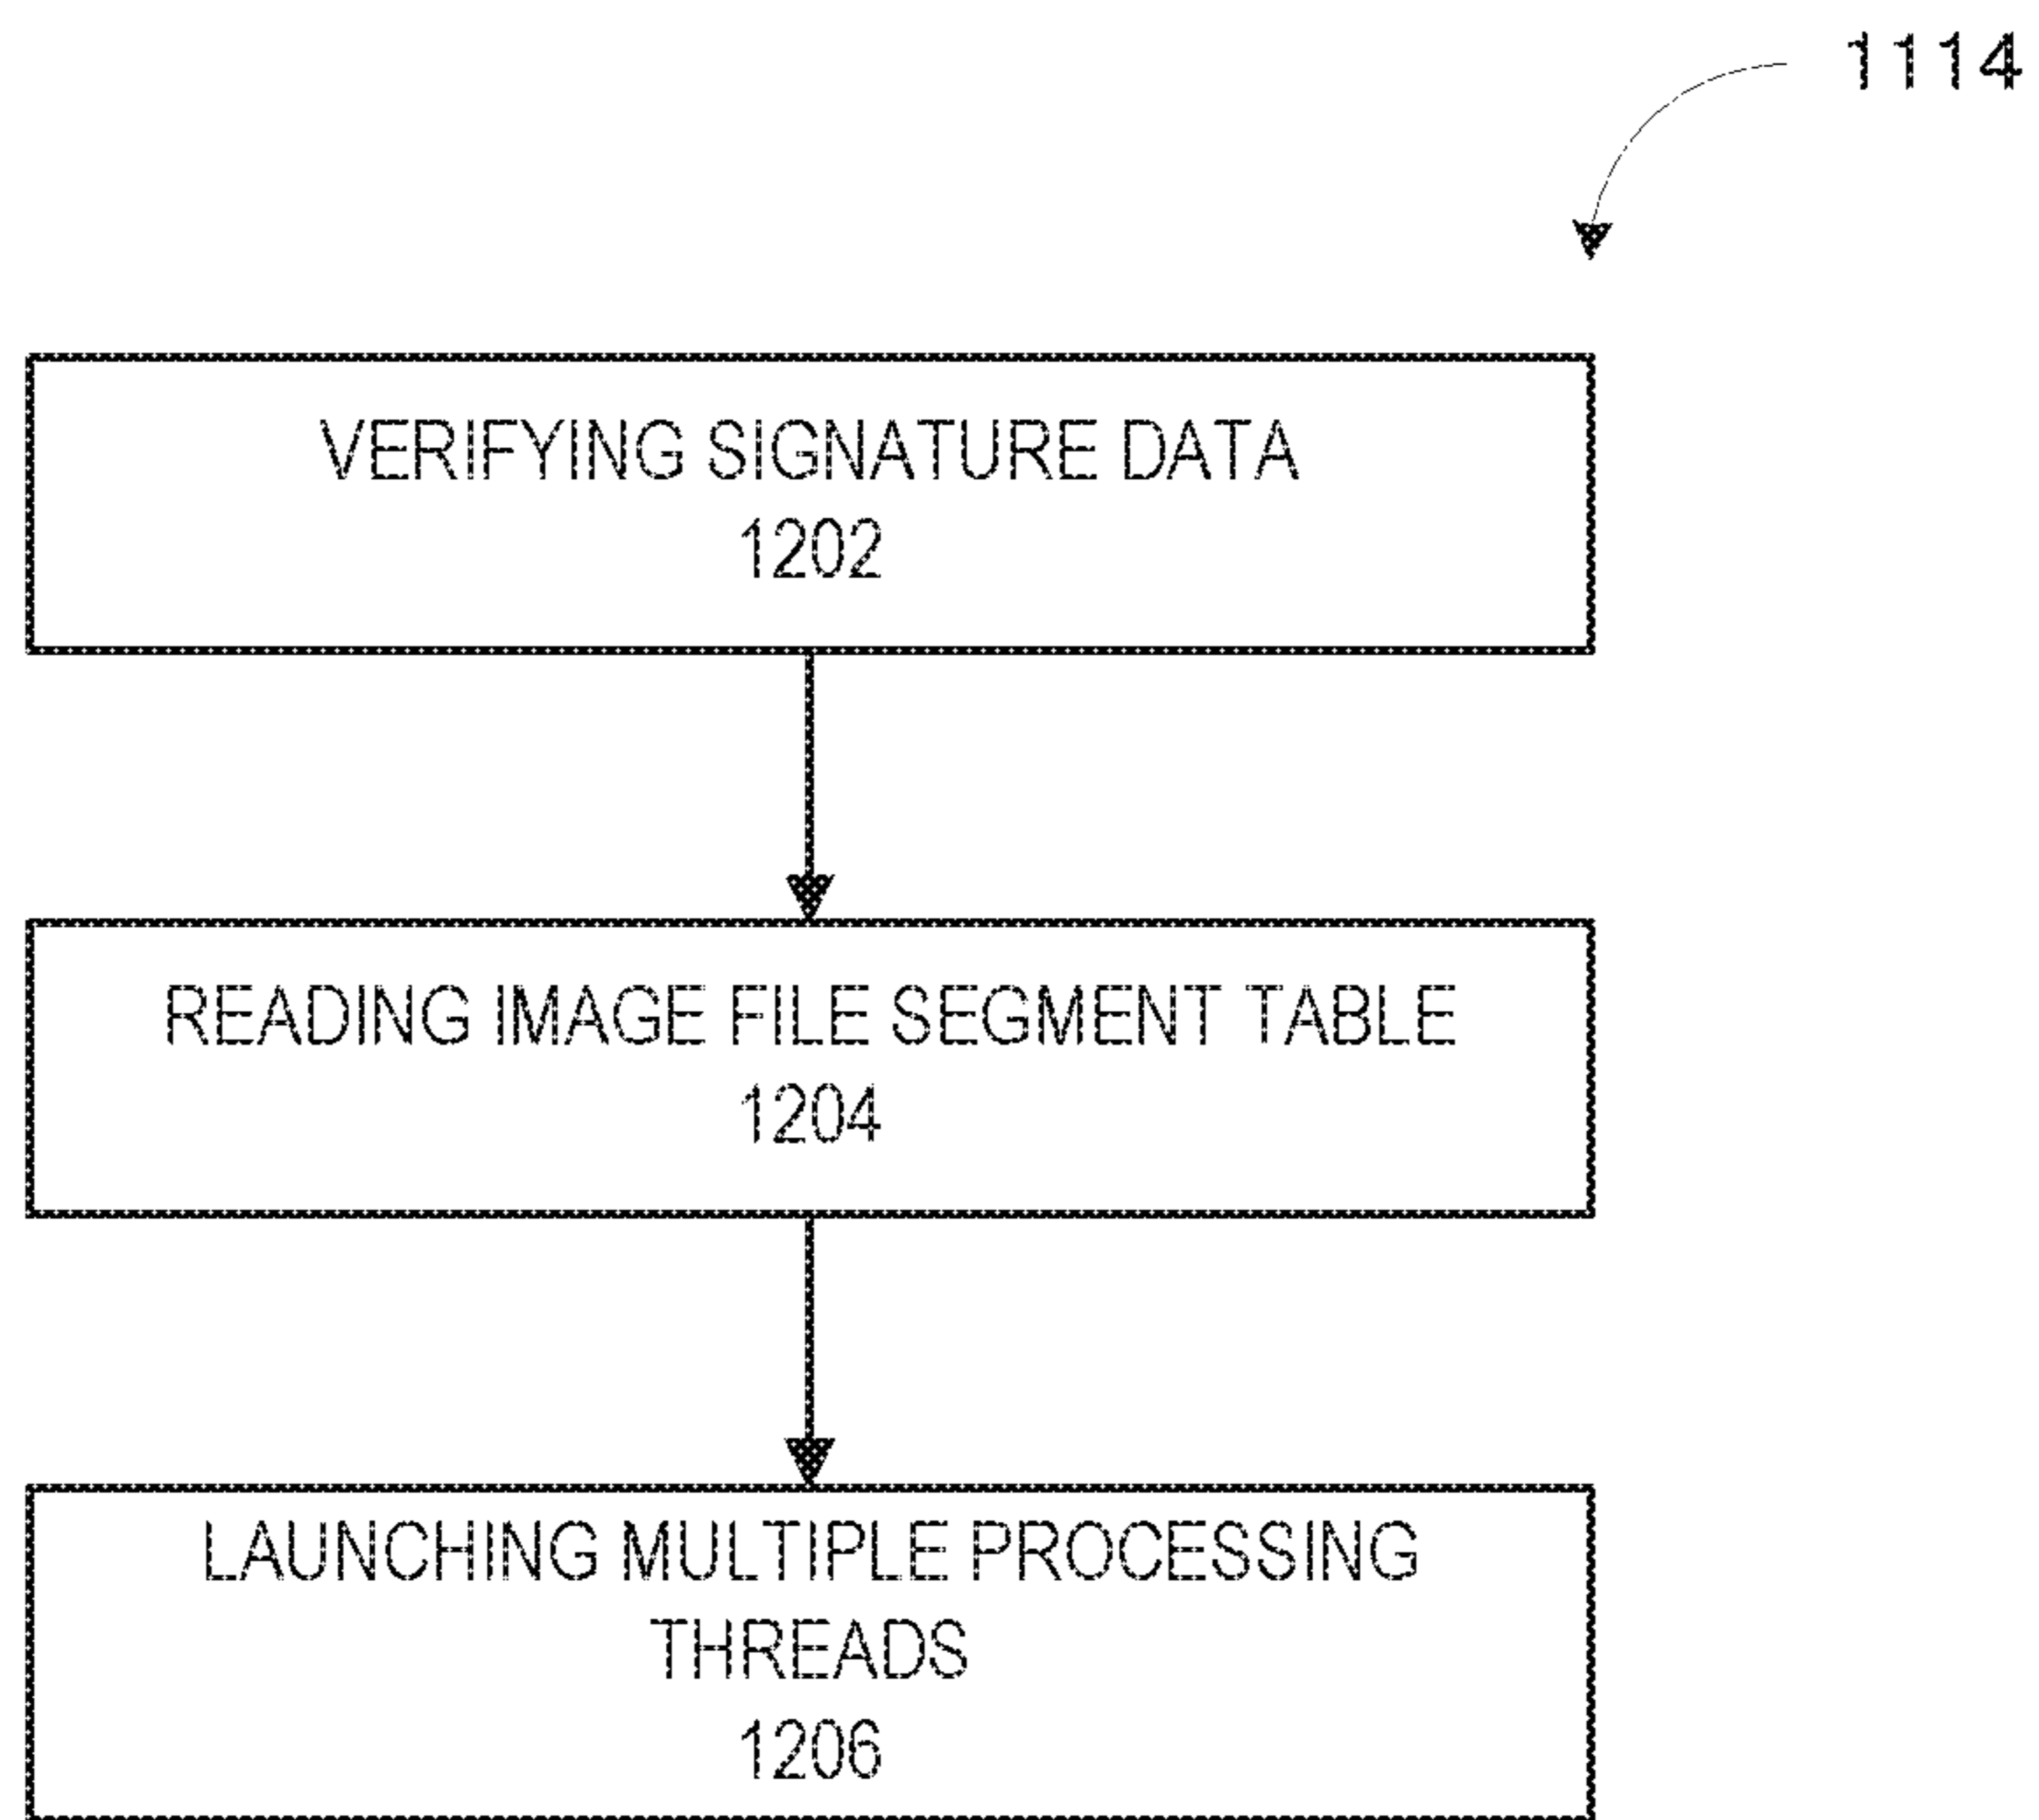 1114
VERIFYING SIGNATURE DATA
1202
READING IMAGE FILE SEGMENT TABLE
1204
LAUNCHING MULTIPLE PROCESSING
THREADS
1206